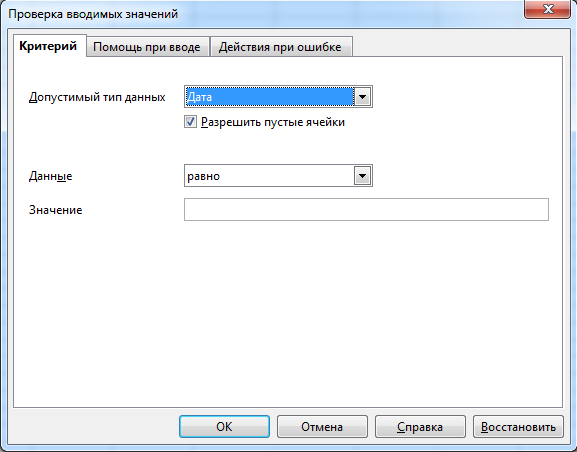 Проверка вводимых значений
Критерий
Помощь при вводе
Действия при ошибке
Допустимый тип данных
Дата
Разрешить пустые ячейки
Данные
равно
Значение
OK
Отмена
Справка
Восстановить